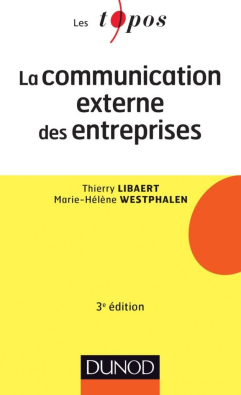 Les topos
La communication
externe
des entreprises
Thierry LIBAERT
Marie-Hélène WESTPHALEN
3e édition
DUNOD